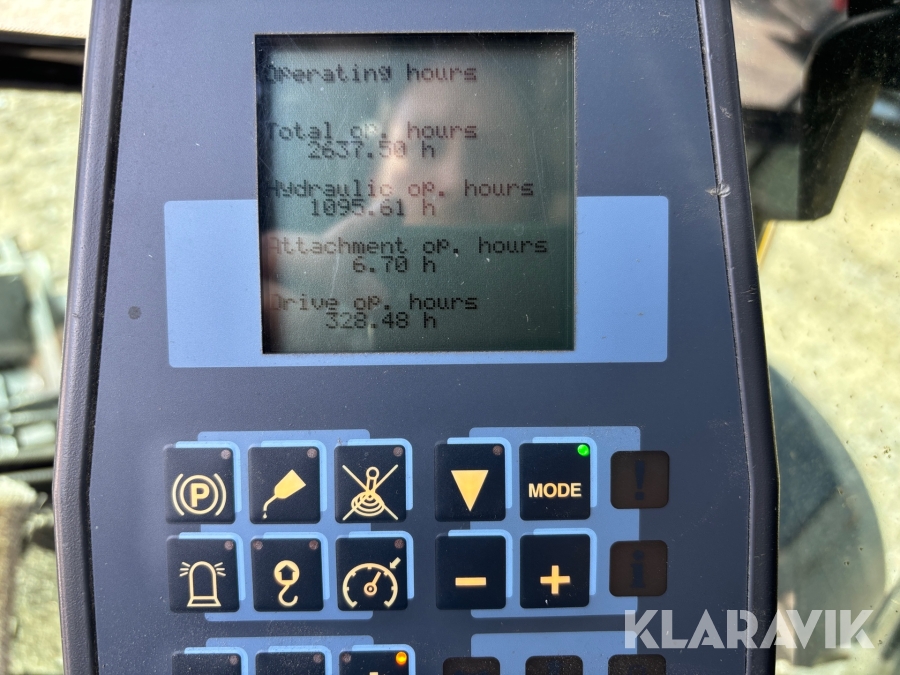 Operating hours
Total op. hours
2637.50 h
Hydraulic op. hours
1095.61 h
Attachment op. hours
6.70 h
Drive op. hours
328.48 h
P
MODE
- +
KLARAVIK